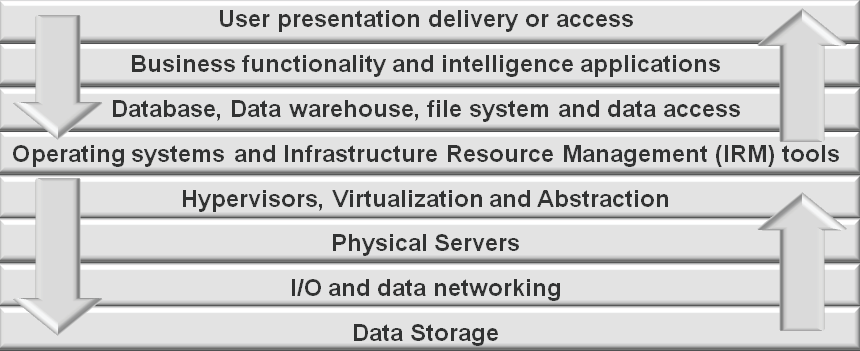 User presentation delivery or access
Business functionality and intelligence applications
Database, Data warehouse, file system and data access
Operating systems and Infrastructure Resource Management (IRM) tools
Hypervisors, Virtualization and Abstraction
Physical Servers
I/O and data networking
Data Storage